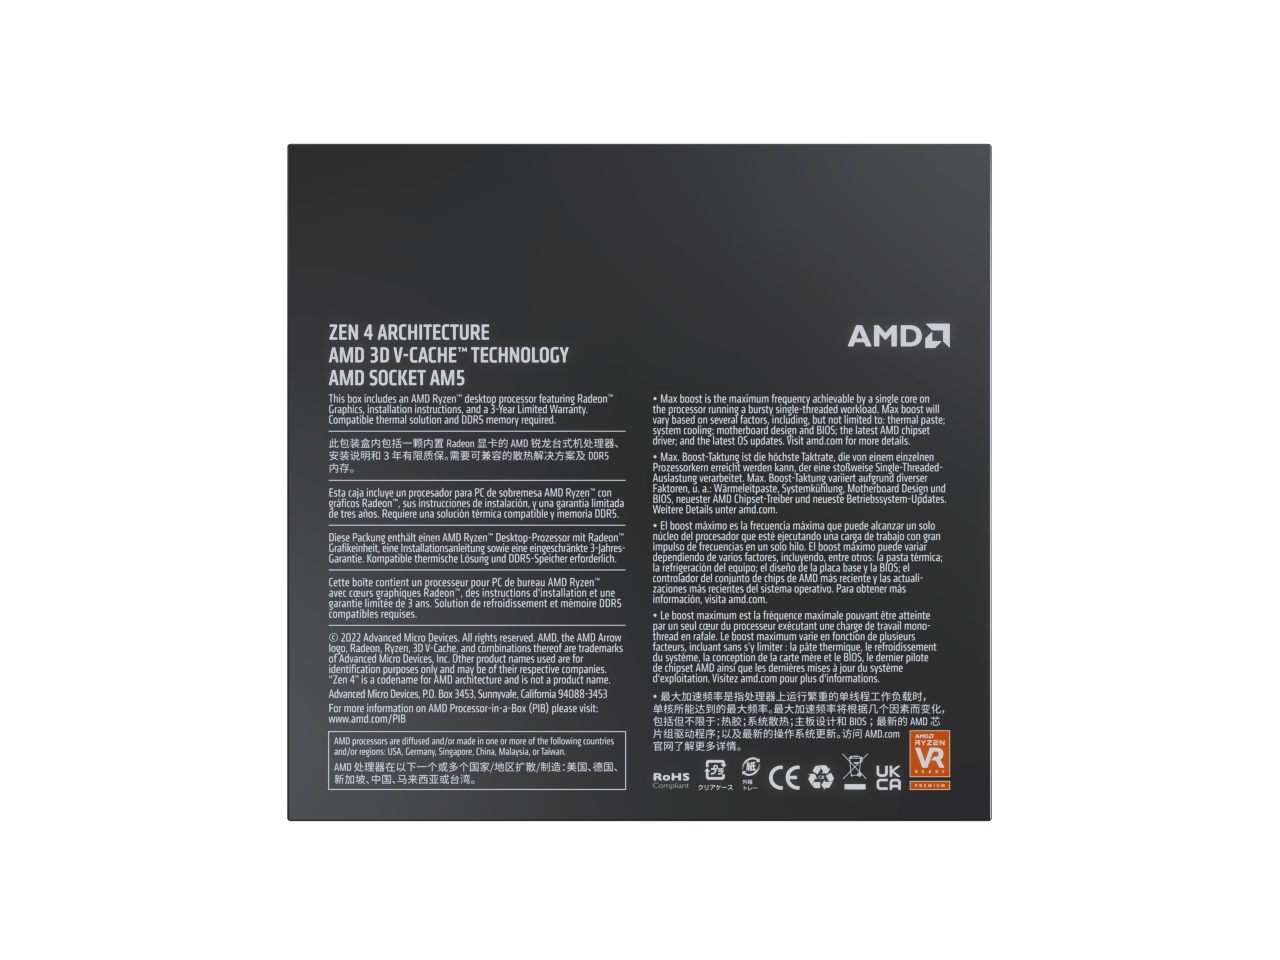 ZEN 4 ARCHITECTURE
AMD 3D V-CACHE™ TECHNOLOGY
AMD SOCKET AM5
This box includes an AMD Ryzen™ desktop processor featuring Radeon™
Graphics, installation instructions, and a 3-Year Limited Warranty.
Compatible thermal solution and DDR5 memory required.
此包装盒内包括一颗内置 Radeon 显卡的 AMD 锐龙台式机处理器、
安装说明和 3 年有限质保。需要可兼容的散热解决方案及 DDR5
内存。
Esta caja incluye un procesador para PC de sobremesa AMD Ryzen™ con
gráficos Radeon™, sus instrucciones de instalación, y una garantía limitada
de tres años. Requiere una solución térmica compatible y memoria DDR5.
Diese Packung enthält einen AMD Ryzen™ Desktop-Prozessor mit Radeon™
Grafikeinheit, eine Installationsanleitung sowie eine eingeschränkte 3-Jahres-
Garantie. Kompatible thermische Lösung und DDR5-Speicher erforderlich.
Cette boîte contient un processeur pour PC de bureau AMD Ryzen™
avec cœurs graphiques Radeon™, des instructions d'installation et une
garantie limitée de 3 ans. Solution de refroidissement et mémoire DDR5
compatibles requises.
© 2022 Advanced Micro Devices. All rights reserved. AMD, the AMD Arrow
logo, Radeon, Ryzen, 3D V-Cache, and combinations thereof are trademarks
of Advanced Micro Devices, Inc. Other product names used are for
identification purposes only and may be of their respective companies.
"Zen 4" is a codename for AMD architecture and is not a product name.
Advanced Micro Devices, P.O. Box 3453, Sunnyvale, California 94088-3453
For more information on AMD Processor-in-a-Box (PIB) please visit:
www.amd.com/PIB
AMD processors are diffused and/or made in one or more of the following countries
and/or regions: USA, Germany, Singapore, China, Malaysia, or Taiwan.
AMD 处理器在以下一个或多个国家/地区扩散/制造：美国、德国、
新加坡、中国、马来西亚或台湾。
AMD
• Max boost is the maximum frequency achievable by a single core on
the processor running a bursty single-threaded workload. Max boost will
vary based on several factors, including, but not limited to: thermal paste;
system cooling; motherboard design and BIOS; the latest AMD chipset
driver; and the latest OS updates. Visit amd.com for more details.
• Max. Boost-Taktung ist die höchste Taktrate, die von einem einzelnen
Prozessorkern erreicht werden kann, der eine stoßweise Single-Threaded-
Auslastung verarbeitet. Max. Boost-Taktung variiert aufgrund diverser
Faktoren, u. a.: Wärmeleitpaste, Systemkühlung, Motherboard Design und
BIOS, neuester AMD Chipset-Treiber und neueste Betriebssystem-Updates.
Weitere Details unter amd.com.
• El boost máximo es la frecuencia máxima que puede alcanzar un solo
núcleo del procesador que esté ejecutando una carga de trabajo con gran
impulso de frecuencias en un solo hilo. El boost máximo puede variar
dependiendo de varios factores, incluyendo, entre otros: la pasta térmica;
la refrigeración del equipo; el diseño de la placa base y la BIOS; el
controlador del conjunto de chips de AMD más reciente y las actuali-
zaciones más recientes del sistema operativo. Para obtener más
información, visita amd.com.
• Le boost maximum est la fréquence maximale pouvant être atteinte
par un seul cœur du processeur exécutant une charge de travail mono-
thread en rafale. Le boost maximum varie en fonction de plusieurs
facteurs, incluant sans s'y limiter : la pâte thermique, le refroidissement
du système, la conception de la carte mère et le BIOS, le dernier pilote
de chipset AMD ainsi que les dernières mises à jour du système
d'exploitation. Visitez amd.com pour plus d'informations.
• 最大加速频率是指处理器上运行繁重的单线程工作负载时，
单核所能达到的最大频率。最大加速频率将根据几个因素而变化，
包括但不限于：热胶；系统散热；主板设计和 BIOS；最新的 AMD 芯
片组驱动程序；以及最新的操作系统更新。访问 AMD.com
官网了解更多详情。
RoHS
Compliant
プラ
クリアケース
紙
外箱
トレー
CE
UK
CA
AMD
RYZEN
VR
READY
PREMIUM